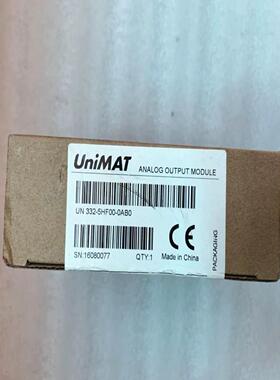 UniMAT ANALOG OUTPUT MODULE
UN 332-5HF00-0AB0
CE
SN:16080077 QTY:1 Made in China
PACKAGING